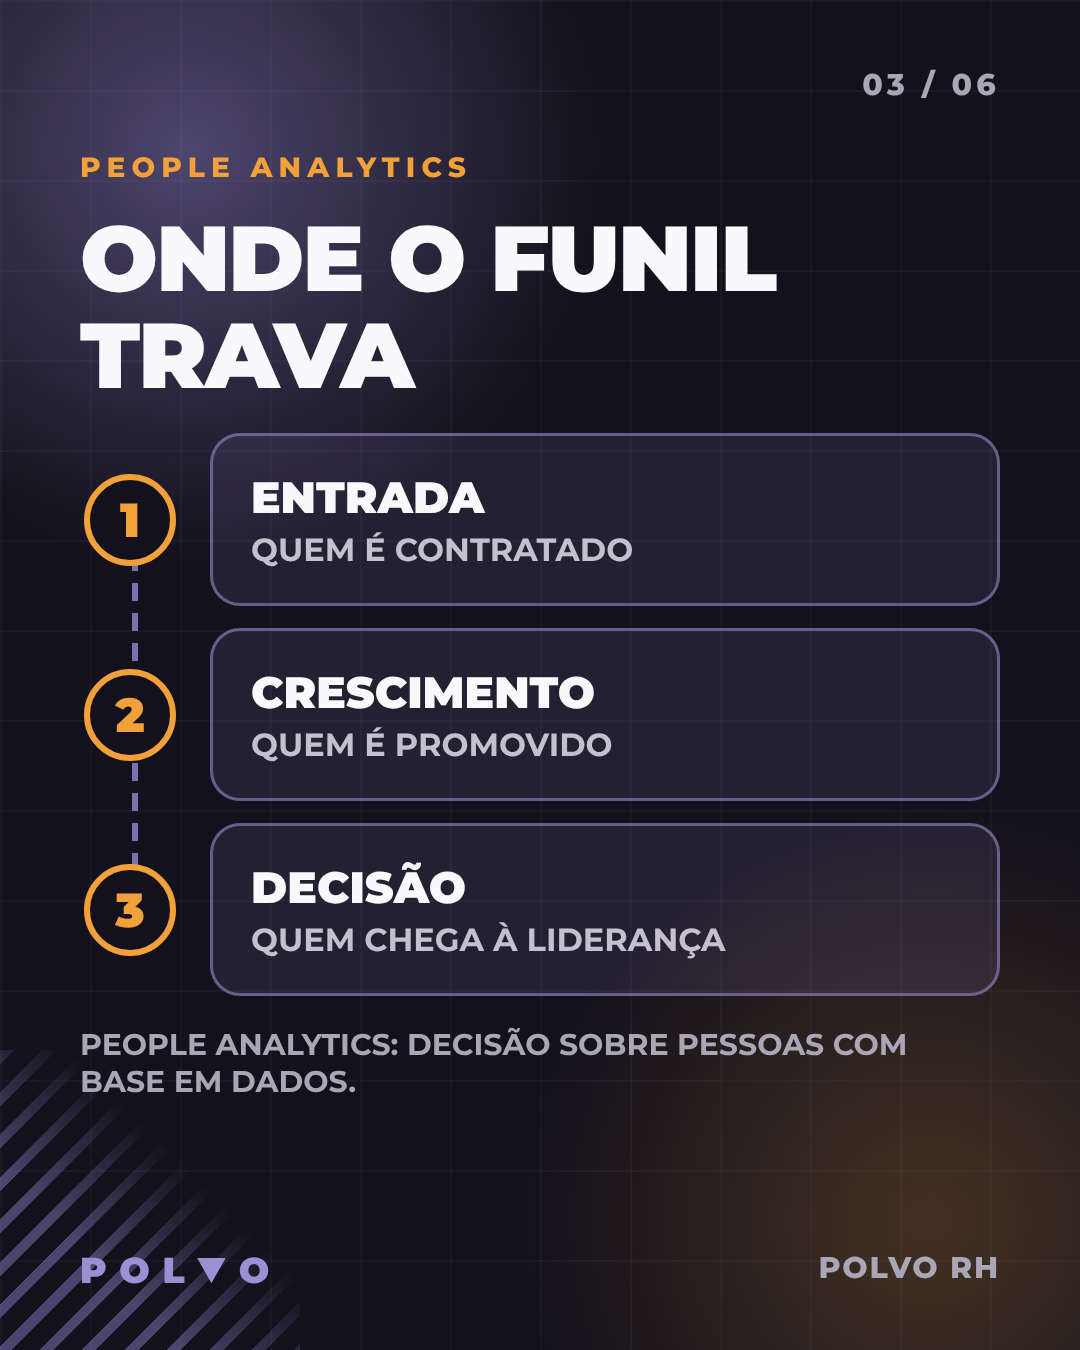 03 / 06
PEOPLE ANALYTICS
ONDE O FUNIL
TRAVA
1
ENTRADA
QUEM É CONTRATADO
2
CRESCIMENTO
QUEM É PROMOVIDO
3
DECISÃO
QUEM CHEGA À LIDERANÇA
PEOPLE ANALYTICS: DECISÃO SOBRE PESSOAS COM
BASE EM DADOS.
POL▼O
POLVO RH